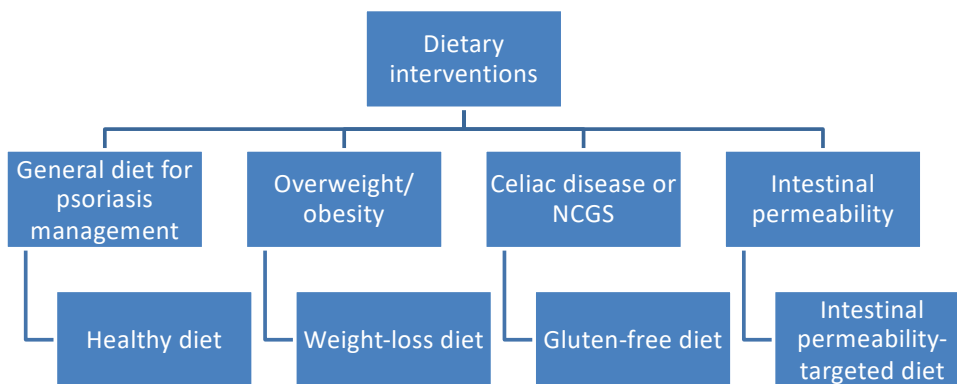 Dietary
interventions
General diet for
psoriasis
management
Overweight/
obesity
Celiac disease or
NCGS
Intestinal
permeability
Healthy diet
Weight-loss diet
Gluten-free diet
Intestinal
permeability-
targeted diet